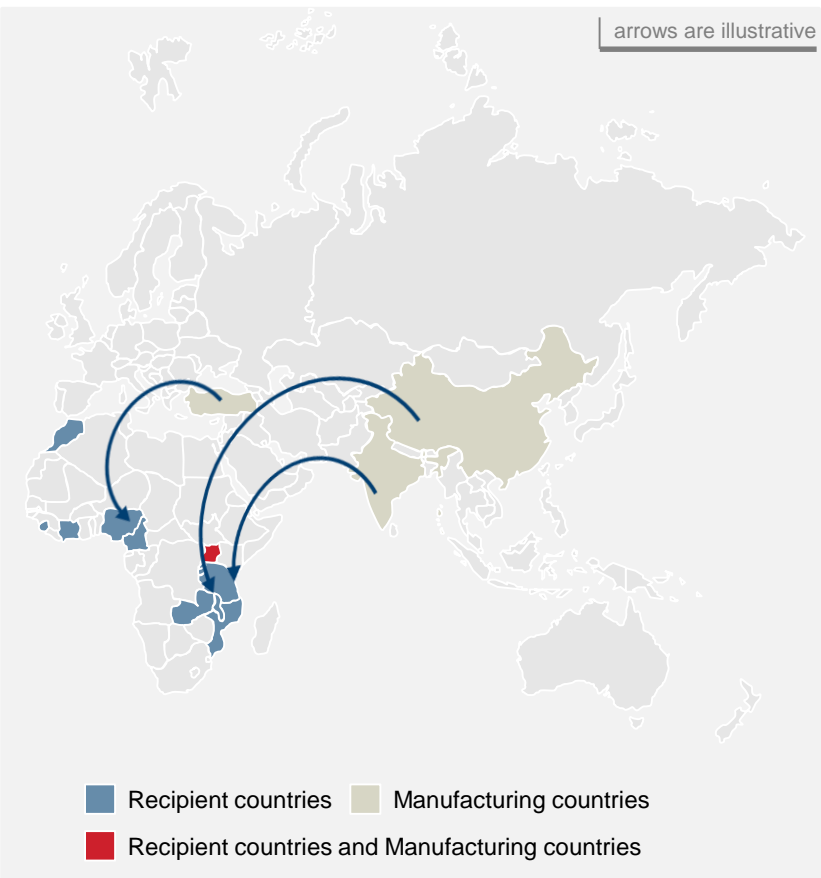 arrows are illustrative
Recipient countries
Manufacturing countries
Recipient countries and Manufacturing countries